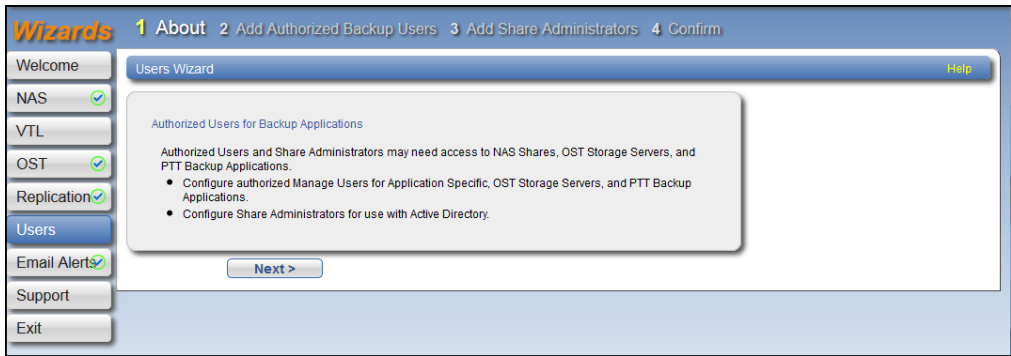 Wizards
1 About 2 Add Authorized Backup Users 3 Add Share Administrators 4 Confirm
Welcome
NAS
VTL
OST
Replication
Users
Email Alerts
Support
Exit
Users Wizard
Help
Authorized Users for Backup Applications
Authorized Users and Share Administrators may need access to NAS Shares, OST Storage Servers, and
PTT Backup Applications.
• Configure authorized Manage Users for Application Specific, OST Storage Servers, and PTT Backup
Applications.
• Configure Share Administrators for use with Active Directory.
Next >